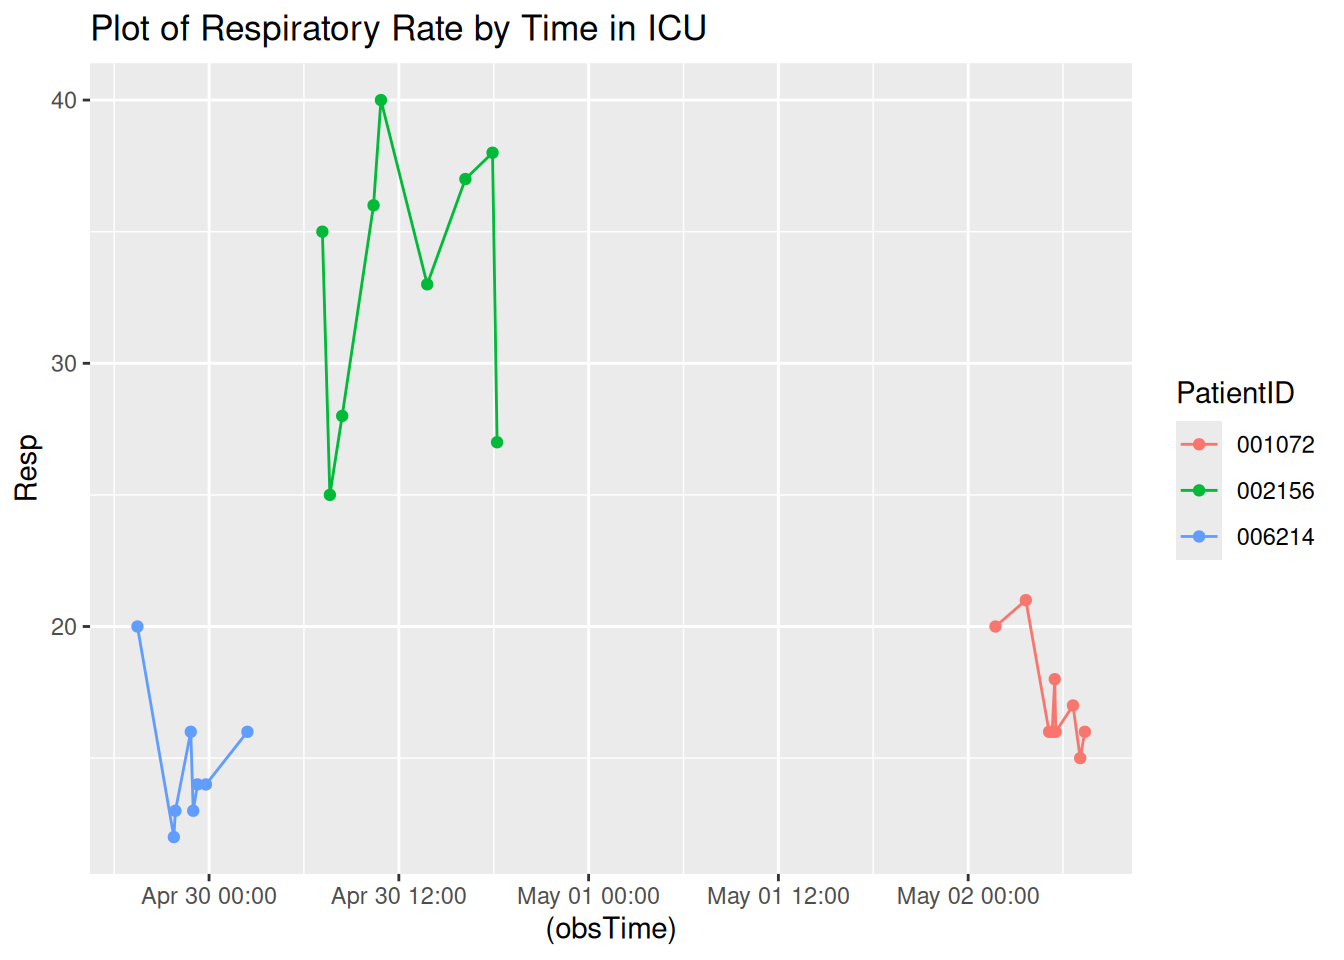 Plot of Respiratory Rate by Time in ICU
40
30
20
Resp
Apr 30 00:00 Apr 30 12:00 May 01 00:00 May 01 12:00 May 02 00:00
(obsTime)
PatientID
001072
002156
006214